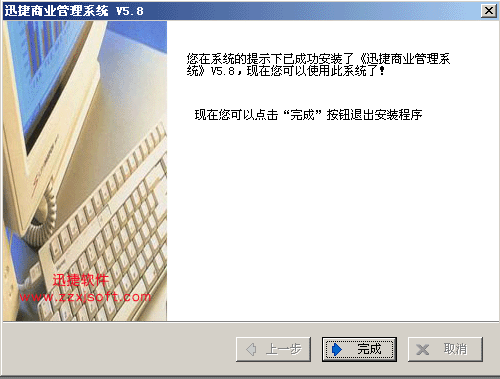 迅捷商业管理系统 V5.8
您在系统的提示下已成功安装了《迅捷商业管理系
统》V5.8，现在您可以使用此系统了！
现在您可以点击“完成”按钮退出安装程序
迅捷软件
www.zzxjsoft.com
上一步
完成
取消